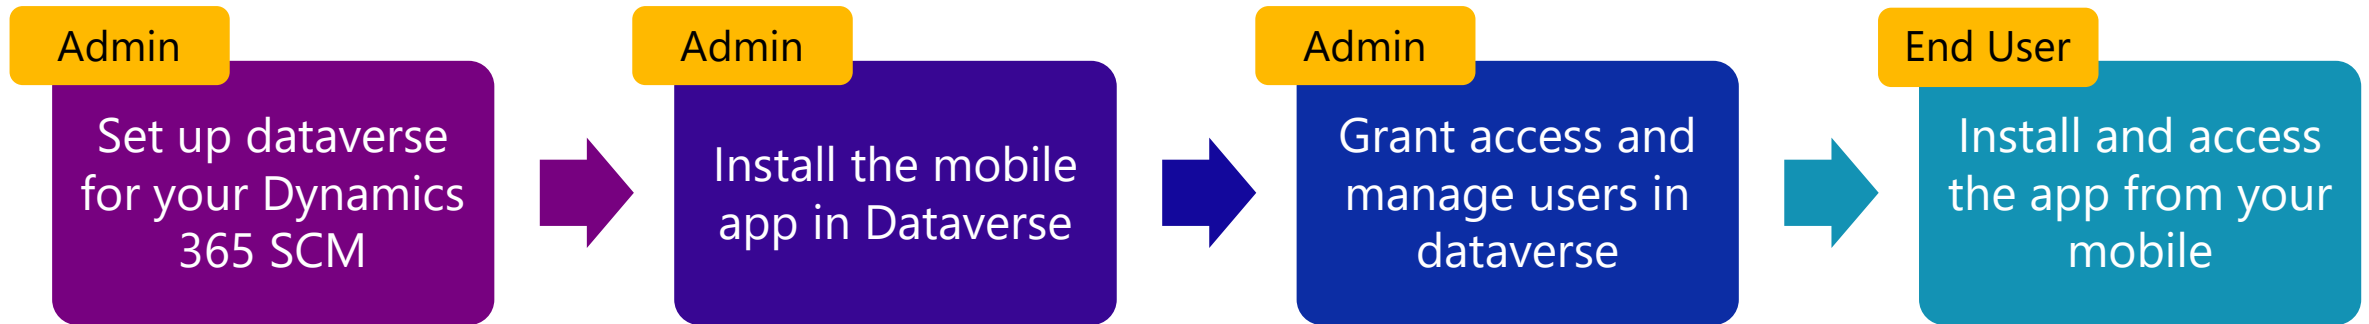 Admin
Set up dataverse
for your Dynamics
365 SCM
Admin
Install the mobile
app in Dataverse
Admin
Grant access and
manage users in
dataverse
End User
Install and access
the app from your
mobile